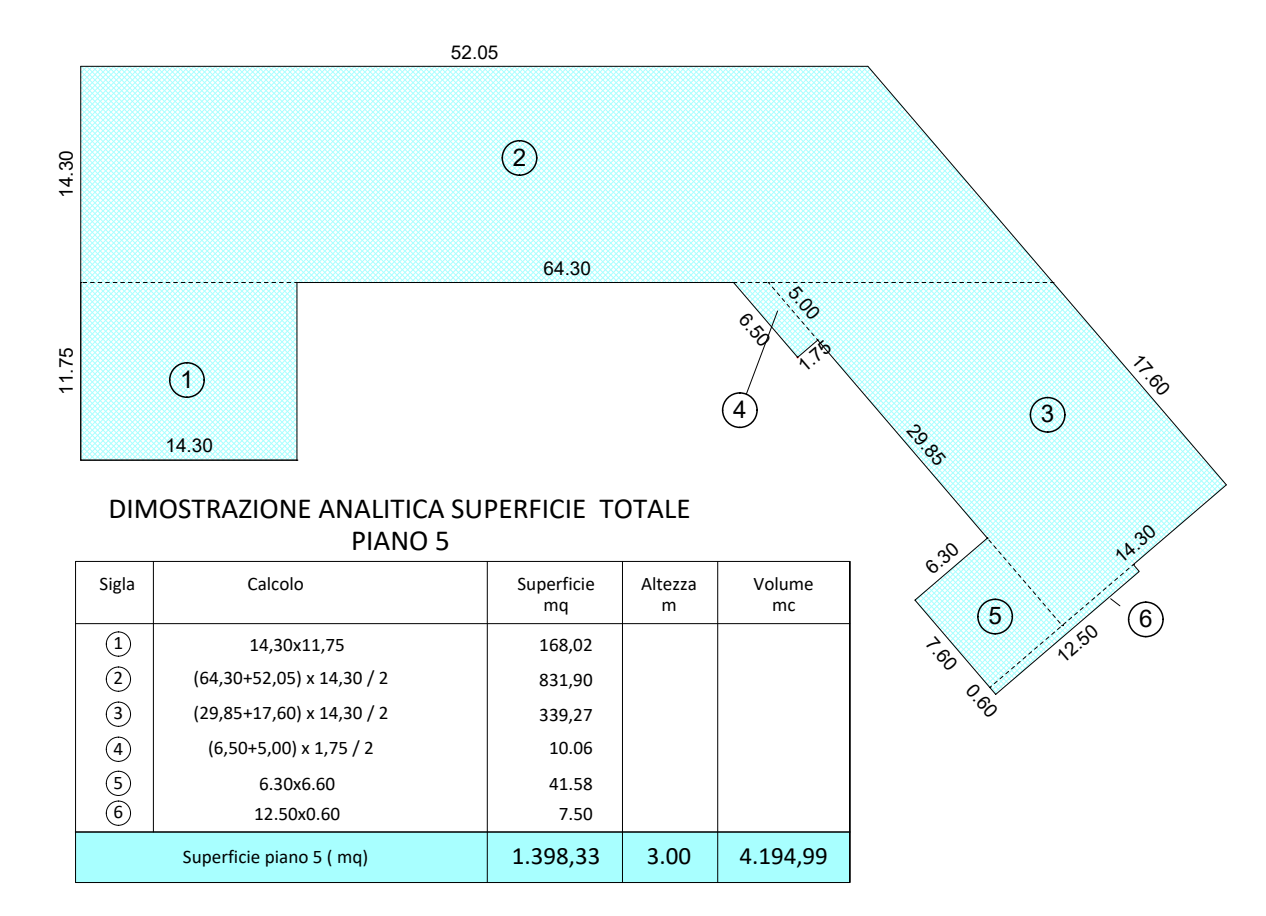 52.05
14.30
2
64.30
5.00
6.50
1.75
17.60
11.75
1
4
3
14.30
29.85
DIMOSTRAZIONE ANALITICA SUPERFICIE TOTALE
PIANO 5
14.30
6.30
5
6
12.50
7.60
0.60
Sigla Calcolo Superficie mq Altezza m Volume mc
1 14,30x11,75 168,02
2 (64,30+52,05) x 14,30 / 2 831,90
3 (29,85+17,60) x 14,30 / 2 339,27
4 (6,50+5,00) x 1,75 / 2 10.06
5 6.30x6.60 41.58
6 12.50x0.60 7.50
Superficie piano 5 ( mq) 1.398,33 3.00 4.194,99